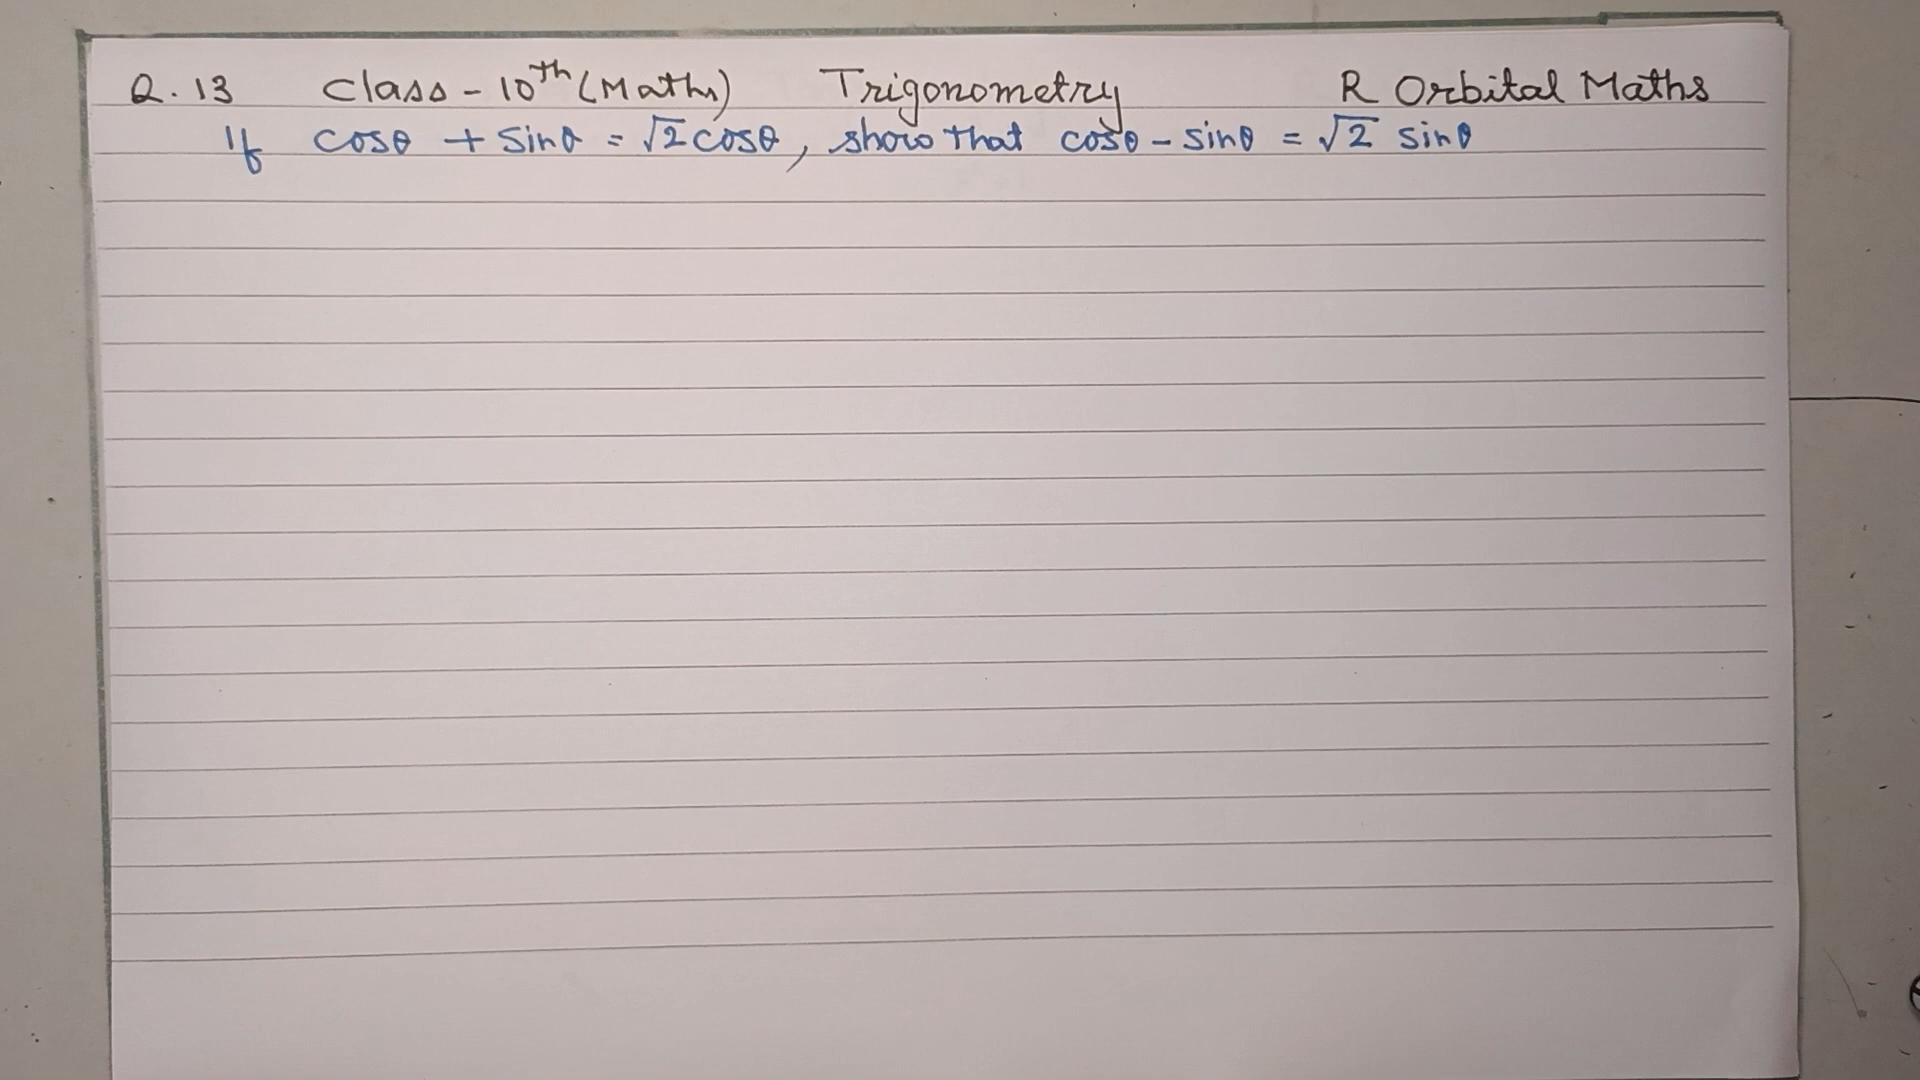 Q. 13 Class - 10th (Maths) Trigonometry R Orbital Maths
If cosθ + sinθ = √2 cosθ, show that cosθ - sinθ = √2 sinθ